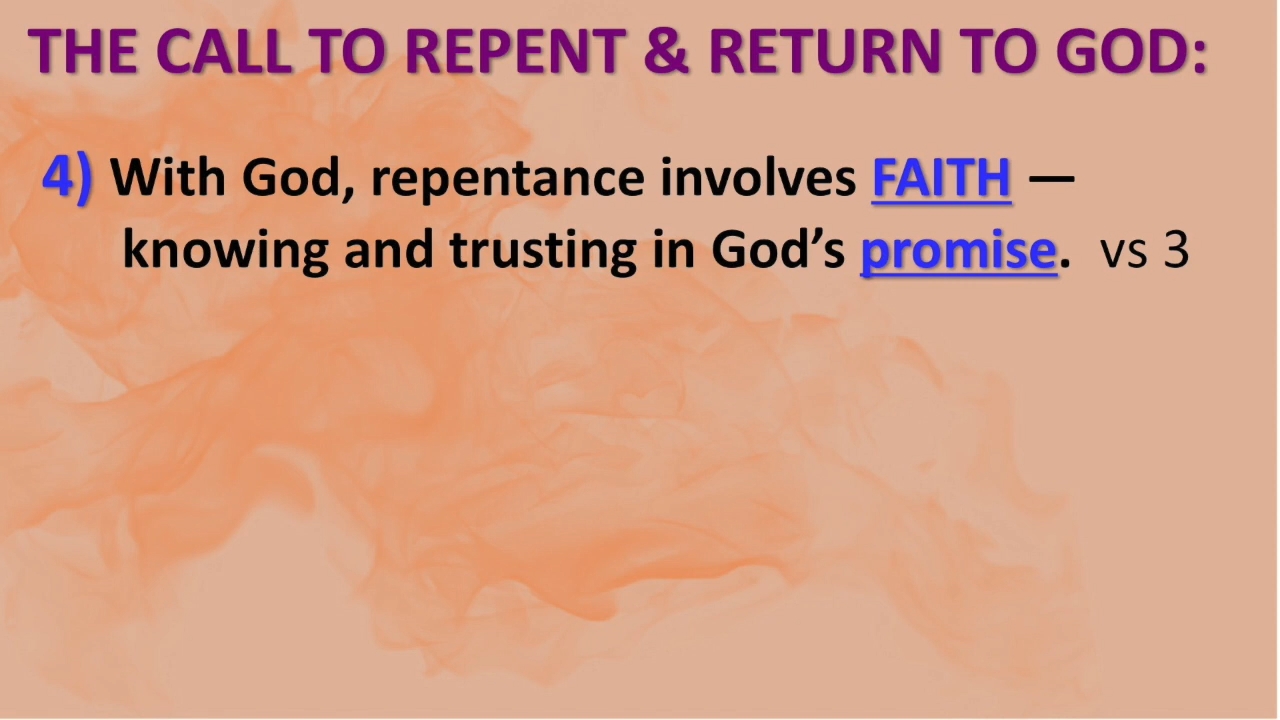 THE CALL TO REPENT & RETURN TO GOD:
4) With God, repentance involves FAITH —
knowing and trusting in God’s promise. vs 3